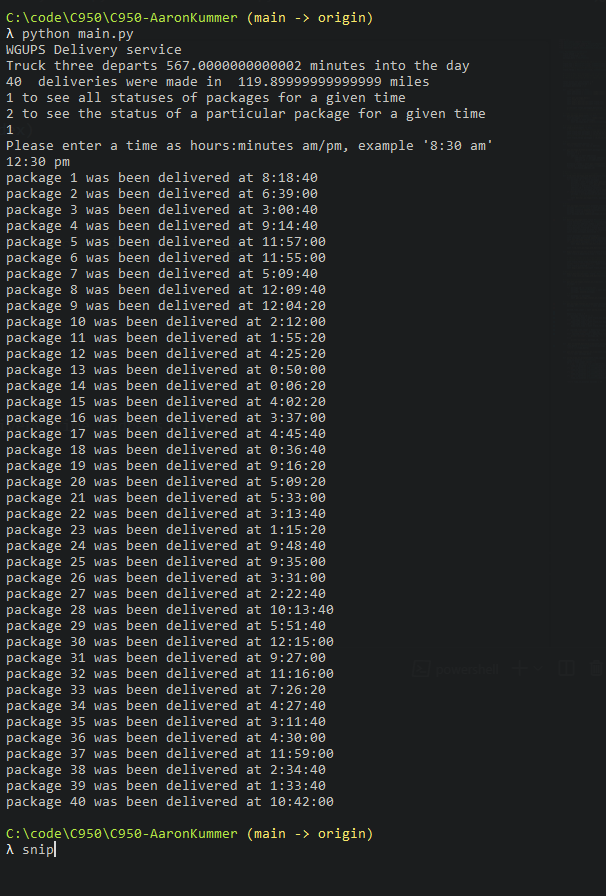 C:\code\C950\C950-AaronKummer (main -> origin)
λ python main.py
WGUPS Delivery service
Truck three departs 567.0000000000002 minutes into the day
40  deliveries were made in  119.89999999999999 miles
1 to see all statuses of packages for a given time
2 to see the status of a particular package for a given time
1
Please enter a time as hours:minutes am/pm, example '8:30 am'
12:30 pm
package 1 was been delivered at 8:18:40
package 2 was been delivered at 6:39:00
package 3 was been delivered at 3:00:40
package 4 was been delivered at 9:14:40
package 5 was been delivered at 11:57:00
package 6 was been delivered at 11:55:00
package 7 was been delivered at 5:09:40
package 8 was been delivered at 12:09:40
package 9 was been delivered at 12:04:20
package 10 was been delivered at 2:12:00
package 11 was been delivered at 1:55:20
package 12 was been delivered at 4:25:20
package 13 was been delivered at 0:50:00
package 14 was been delivered at 0:06:20
package 15 was been delivered at 4:02:20
package 16 was been delivered at 3:37:00
package 17 was been delivered at 4:45:40
package 18 was been delivered at 0:36:40
package 19 was been delivered at 9:16:20
package 20 was been delivered at 5:09:20
package 21 was been delivered at 5:33:00
package 22 was been delivered at 3:13:40
package 23 was been delivered at 1:15:20
package 24 was been delivered at 9:48:40
package 25 was been delivered at 9:35:00
package 26 was been delivered at 3:31:00
package 27 was been delivered at 2:22:40
package 28 was been delivered at 10:13:40
package 29 was been delivered at 5:51:40
package 30 was been delivered at 12:15:00
package 31 was been delivered at 9:27:00
package 32 was been delivered at 11:16:00
package 33 was been delivered at 7:26:20
package 34 was been delivered at 4:27:40
package 35 was been delivered at 3:11:40
package 36 was been delivered at 4:30:00
package 37 was been delivered at 11:59:00
package 38 was been delivered at 2:34:40
package 39 was been delivered at 1:33:40
package 40 was been delivered at 10:42:00
C:\code\C950\C950-AaronKummer (main -> origin)
λ snip